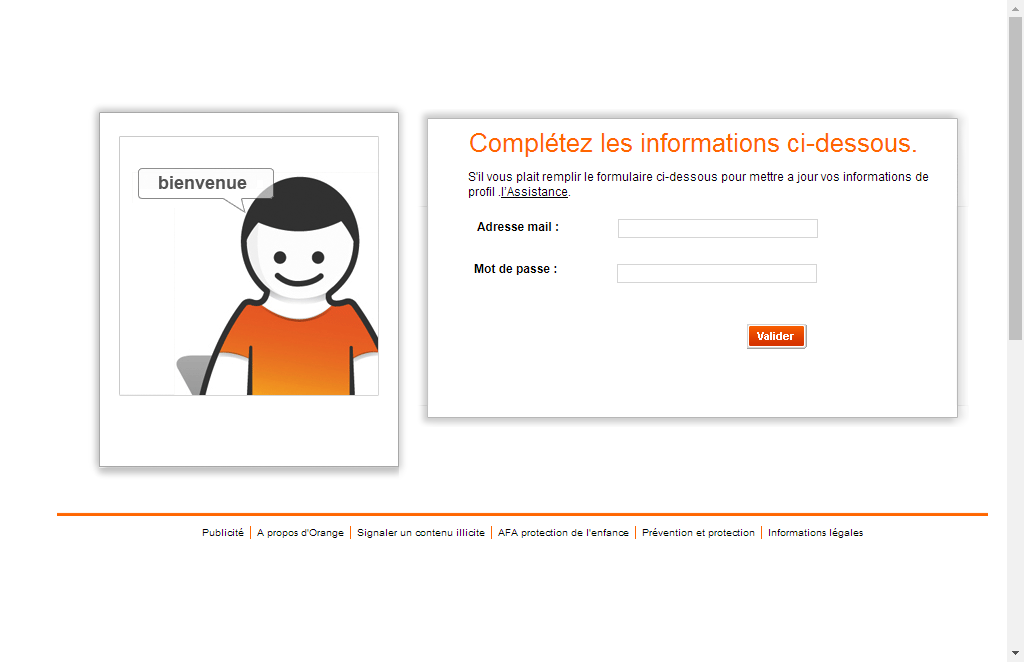 bienvenue
Complétez les informations ci-dessous.
S'il vous plait remplir le formulaire ci-dessous pour mettre a jour vos informations de
profil .l'Assistance.
Adresse mail :
Mot de passe :
Valider
Publicité | A propos d'Orange | Signaler un contenu illicite | AFA protection de l'enfance | Prévention et protection | Informations légales